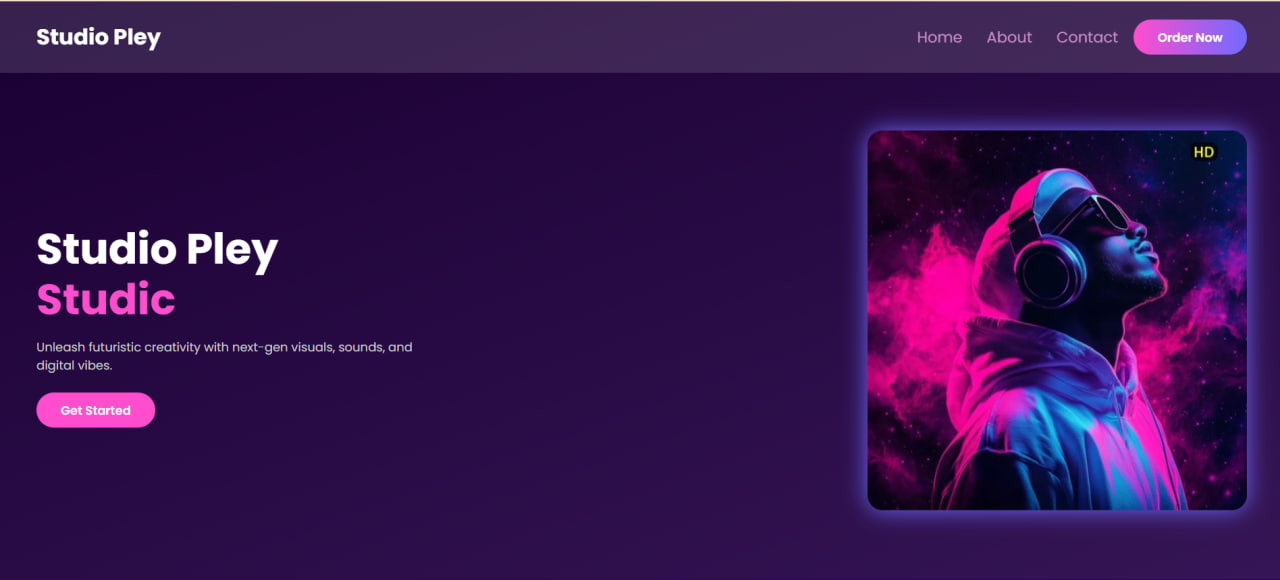 Studio Pley
Home About Contact Order Now
HD
Studio Pley
Studic
Unleash futuristic creativity with next-gen visuals, sounds, and
digital vibes.
Get Started